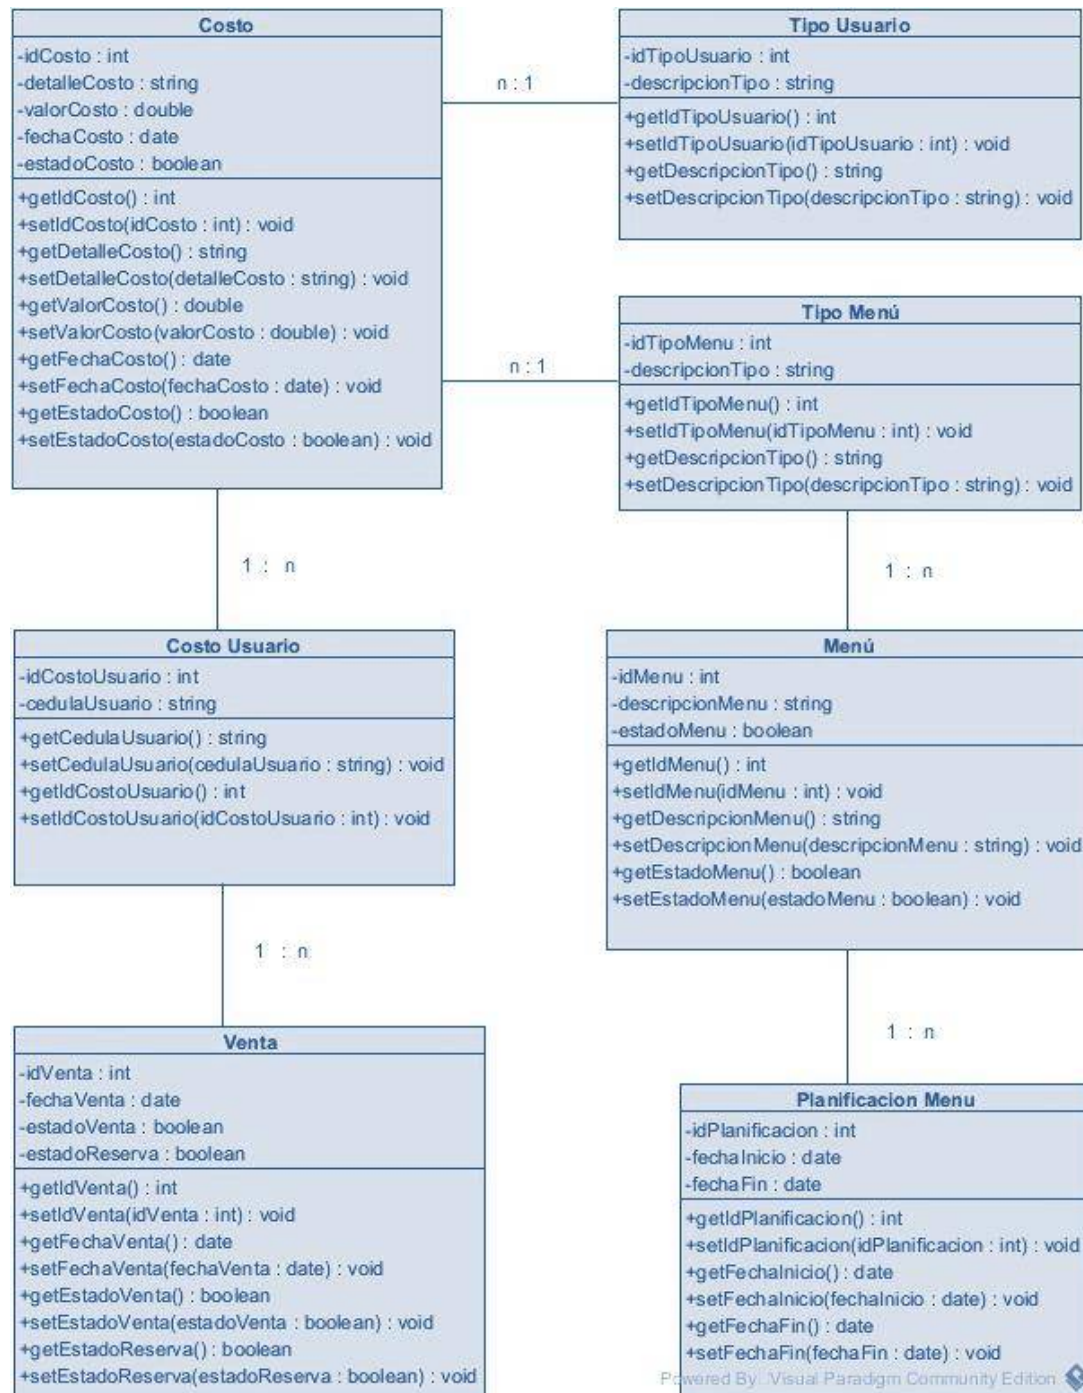 Costo
-idCosto : int
-detalleCosto : string
-valorCosto : double
-fechaCosto : date
-estadoCosto : boolean
+getIdCosto() : int
+setIdCosto(idCosto : int) : void
+getDetalleCosto() : string
+setDetalleCosto(detalleCosto : string) : void
+getValorCosto() : double
+setValorCosto(valorCosto : double) : void
+getFechaCosto() : date
+setFechaCosto(fechaCosto : date) : void
+getEstadoCosto() : boolean
+setEstadoCosto(estadoCosto : boolean) : void
n : 1
Tipo Usuario
-idTipoUsuario : int
-descripcionTipo : string
+getIdTipoUsuario() : int
+setIdTipoUsuario(idTipoUsuario : int) : void
+getDescripcionTipo() : string
+setDescripcionTipo(descripcionTipo : string) : void
n : 1
Tipo Menú
-idTipoMenu : int
-descripcionTipo : string
+getIdTipoMenu() : int
+setIdTipoMenu(idTipoMenu : int) : void
+getDescripcionTipo() : string
+setDescripcionTipo(descripcionTipo : string) : void
1 : n
1 : n
Costo Usuario
-idCostoUsuario : int
-cedulaUsuario : string
+getCedulaUsuario() : string
+setCedulaUsuario(cedulaUsuario : string) : void
+getIdCostoUsuario() : int
+setIdCostoUsuario(idCostoUsuario : int) : void
Menú
-idMenu : int
-descripcionMenu : string
-estadoMenu : boolean
+getIdMenu() : int
+setIdMenu(idMenu : int) : void
+getDescripcionMenu() : string
+setDescripcionMenu(descripcionMenu : string) : void
+getEstadoMenu() : boolean
+setEstadoMenu(estadoMenu : boolean) : void
1 : n
1 : n
Venta
-idVenta : int
-fechaVenta : date
-estadoVenta : boolean
-estadoReserva : boolean
+getIdVenta() : int
+setIdVenta(idVenta : int) : void
+getFechaVenta() : date
+setFechaVenta(fechaVenta : date) : void
+getEstadoVenta() : boolean
+setEstadoVenta(estadoVenta : boolean) : void
+getEstadoReserva() : boolean
+setEstadoReserva(estadoReserva : boolean) : void
Planificacion Menu
-idPlanificacion : int
-fechaInicio : date
-fechaFin : date
+getIdPlanificacion() : int
+setIdPlanificacion(idPlanificacion : int) : void
+getFechaInicio() : date
+setFechaInicio(fechaInicio : date) : void
+getFechaFin() : date
+setFechaFin(fechaFin : date) : void
Powered By Visual Paradigm Community Edition